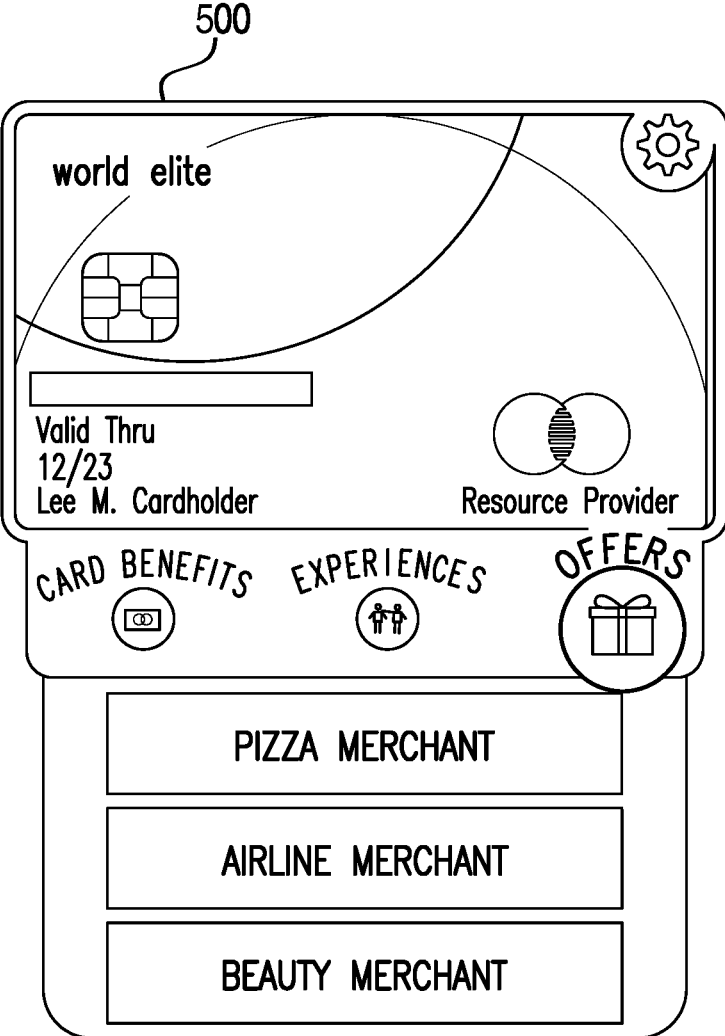 500
world elite
Valid Thru
12/23
Lee M. Cardholder
Resource Provider
CARD BENEFITS
EXPERIENCES
OFFERS
PIZZA MERCHANT
AIRLINE MERCHANT
BEAUTY MERCHANT